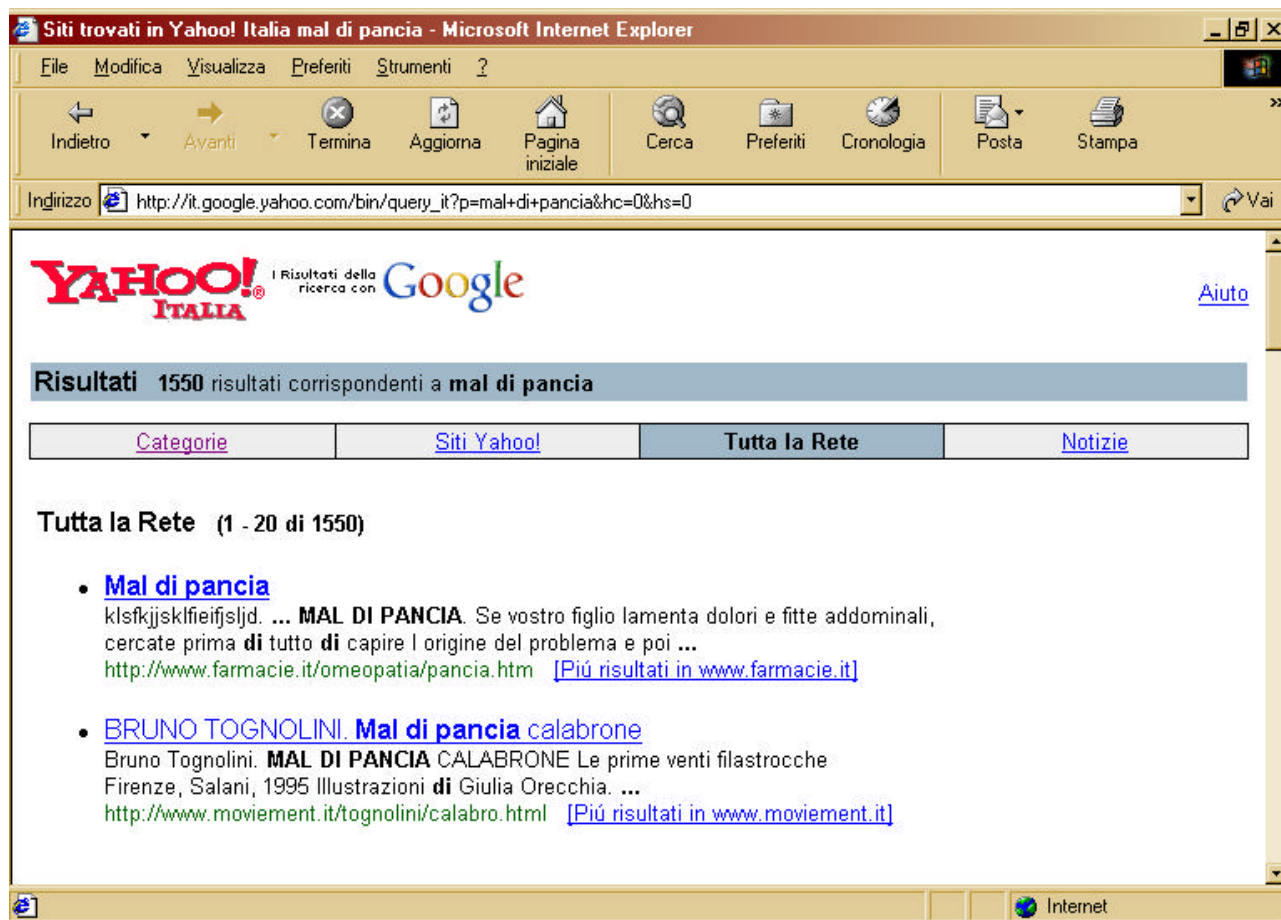 Siti trovati in Yahoo! Italia mal di pancia - Microsoft Internet Explorer
File Modifica Visualizza Preferiti Strumenti ?
Indietro Avanti Termina Aggiorna Pagina iniziale Cerca Preferiti Cronologia Posta Stampa »
Indirizzo http://it.google.yahoo.com/bin/query_it?p=mal+di+pancia&hc=0&hs=0 Vai
YAHOO!® ITALIA I Risultati della ricerca con Google
Aiuto
Risultati 1550 risultati corrispondenti a mal di pancia
Categorie Siti Yahoo! Tutta la Rete Notizie
Tutta la Rete (1 - 20 di 1550)
• Mal di pancia
klsfkjjsklfieifjsljd. ... MAL DI PANCIA. Se vostro figlio lamenta dolori e fitte addominali,
cercate prima di tutto di capire l origine del problema e poi ...
http://www.farmacie.it/omeopatia/pancia.htm [Piú risultati in www.farmacie.it]
• BRUNO TOGNOLINI. Mal di pancia calabrone
Bruno Tognolini. MAL DI PANCIA CALABRONE Le prime venti filastrocche
Firenze, Salani, 1995 Illustrazioni di Giulia Orecchia. ...
http://www.moviement.it/tognolini/calabro.html [Piú risultati in www.moviement.it]
Internet